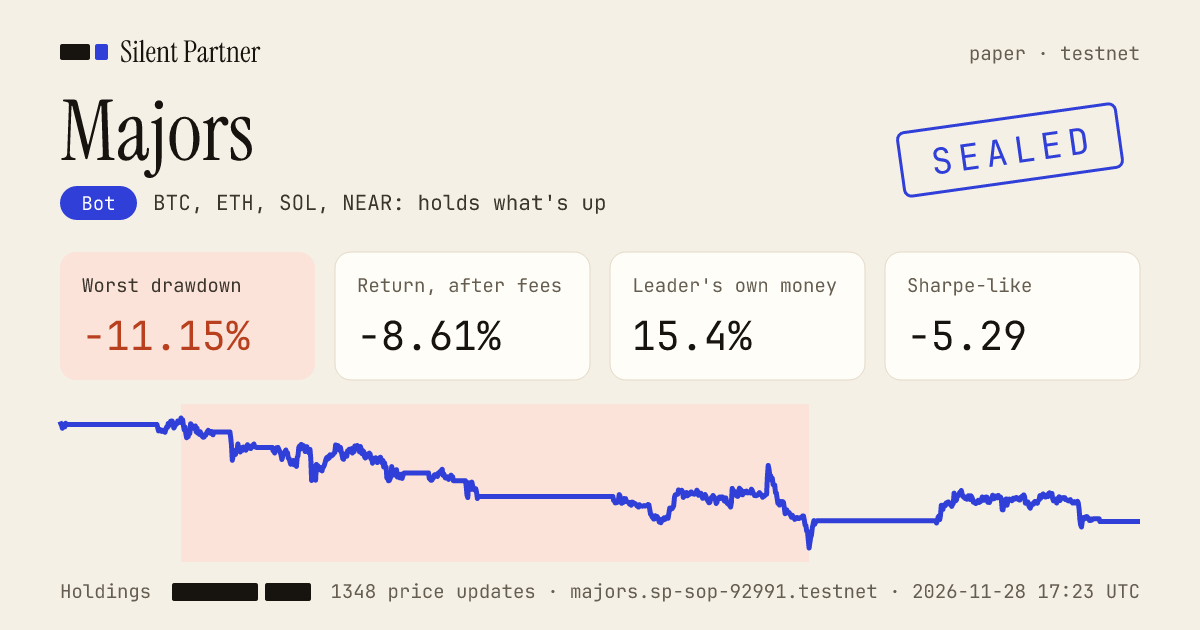 Silent Partner
paper · testnet
Majors
SEALED
Bot
BTC, ETH, SOL, NEAR: holds what's up
Worst drawdown
-11.15%
Return, after fees
-8.61%
Leader's own money
15.4%
Sharpe-like
-5.29
Holdings
1348 price updates · majors.sp-sop-92991.testnet · 2026-11-28 17:23 UTC